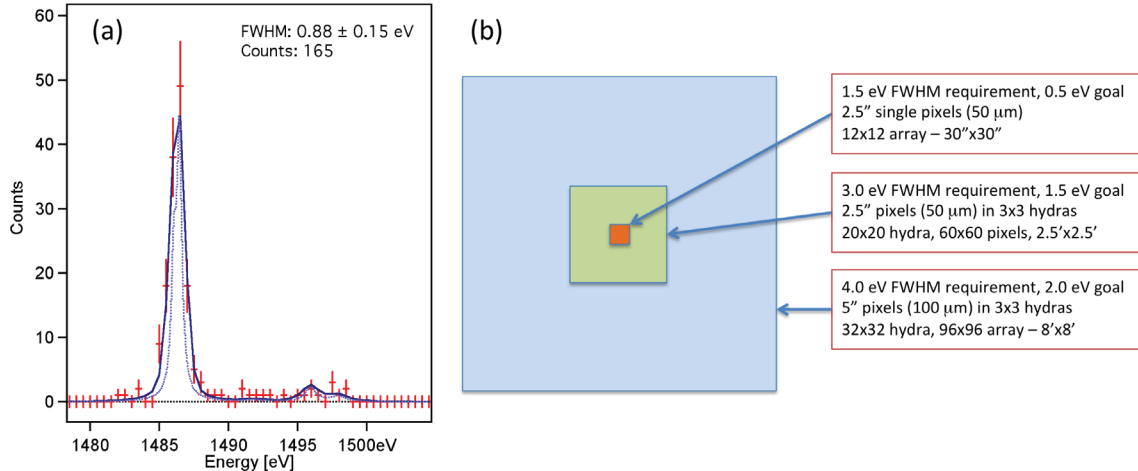 (a)
FWHM: 0.88 ± 0.15 eV
Counts: 165
60
50
40
30
20
10
0
Counts
1480
1485
1490
1495
1500eV
Energy [eV]
(b)
1.5 eV FWHM requirement, 0.5 eV goal
2.5” single pixels (50 µm)
12x12 array – 30”x30”
3.0 eV FWHM requirement, 1.5 eV goal
2.5” pixels (50 µm) in 3x3 hydras
20x20 hydra, 60x60 pixels, 2.5’x2.5’
4.0 eV FWHM requirement, 2.0 eV goal
5” pixels (100 µm) in 3x3 hydras
32x32 hydra, 96x96 array – 8’x8’